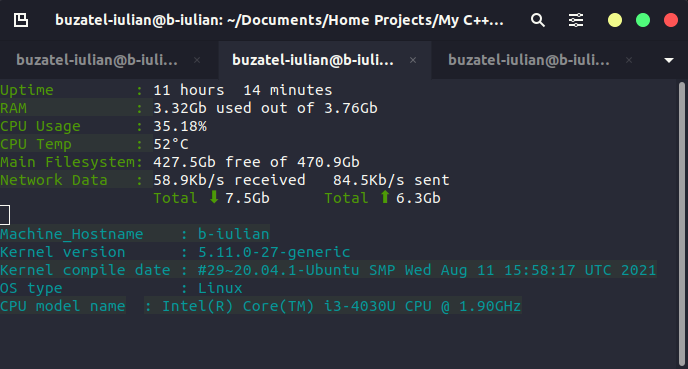 buzatel-iulian@b-iulian: ~/Documents/Home Projects/My C++...
buzatel-iulian@b-iuli... × buzatel-iulian@b-iuli... × buzatel-iulian@b-iuli... ×
Uptime : 11 hours 14 minutes
RAM : 3.32Gb used out of 3.76Gb
CPU Usage : 35.18%
CPU Temp : 52°C
Main Filesystem: 427.5Gb free of 470.9Gb
Network Data : 58.9Kb/s received 84.5Kb/s sent
Total ⬇ 7.5Gb Total ⬆ 6.3Gb
Machine_Hostname : b-iulian
Kernel version : 5.11.0-27-generic
Kernel compile date : #29~20.04.1-Ubuntu SMP Wed Aug 11 15:58:17 UTC 2021
OS type : Linux
CPU model name : Intel(R) Core(TM) i3-4030U CPU @ 1.90GHz